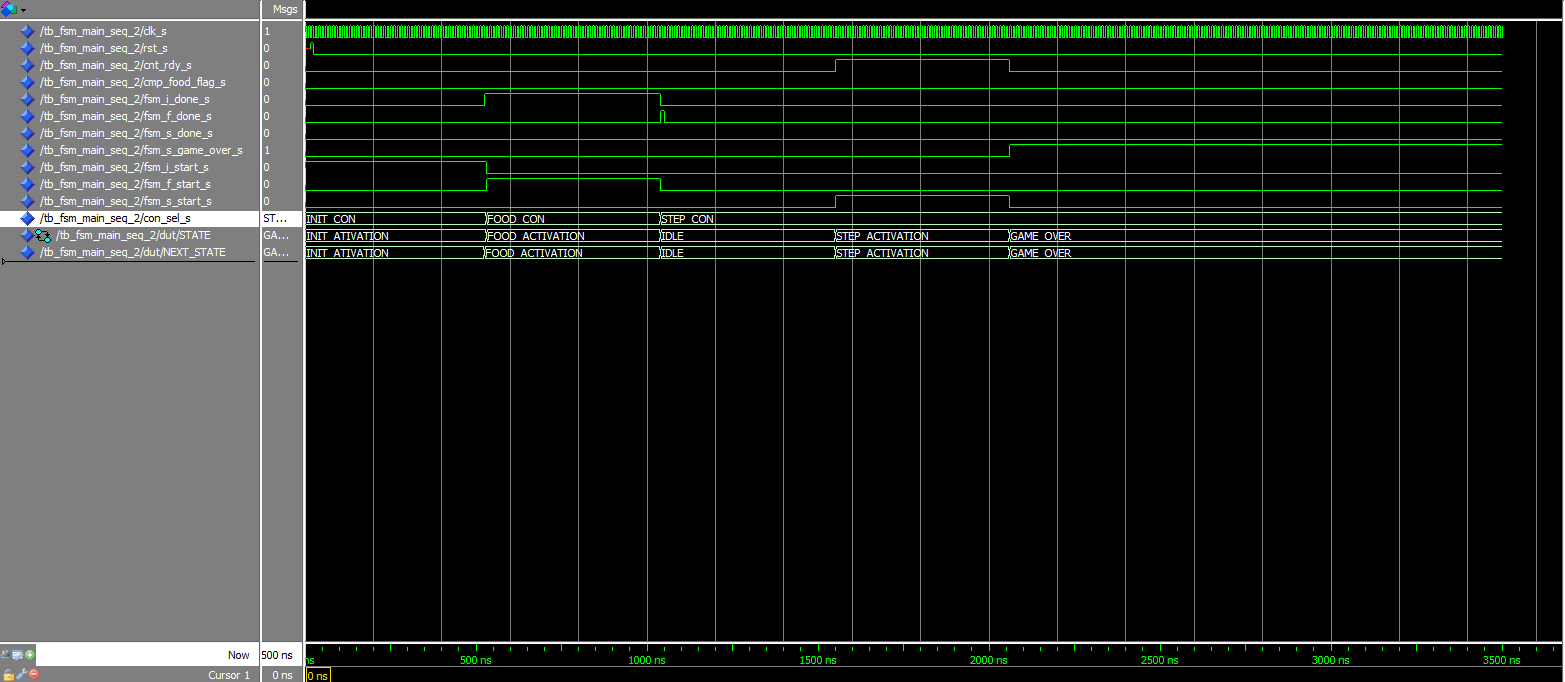 Msgs
/tb_fsm_main_seq_2/clk_s 1
/tb_fsm_main_seq_2/rst_s 0
/tb_fsm_main_seq_2/cnt_rdy_s 0
/tb_fsm_main_seq_2/cmp_food_flag_s 0
/tb_fsm_main_seq_2/fsm_i_done_s 0
/tb_fsm_main_seq_2/fsm_f_done_s 0
/tb_fsm_main_seq_2/fsm_s_done_s 0
/tb_fsm_main_seq_2/fsm_s_game_over_s 1
/tb_fsm_main_seq_2/fsm_i_start_s 0
/tb_fsm_main_seq_2/fsm_f_start_s 0
/tb_fsm_main_seq_2/fsm_s_start_s 0
/tb_fsm_main_seq_2/con_sel_s ST... INIT_CON FOOD_CON STEP_CON
/tb_fsm_main_seq_2/dut/STATE GA... INIT_ATIVATION FOOD_ACTIVATION IDLE STEP_ACTIVATION GAME_OVER
/tb_fsm_main_seq_2/dut/NEXT_STATE GA... INIT_ATIVATION FOOD_ACTIVATION IDLE STEP_ACTIVATION GAME_OVER
Now 500 ns ns 500 ns 1000 ns 1500 ns 2000 ns 2500 ns 3000 ns 3500 ns
Cursor 1 0 ns 0 ns